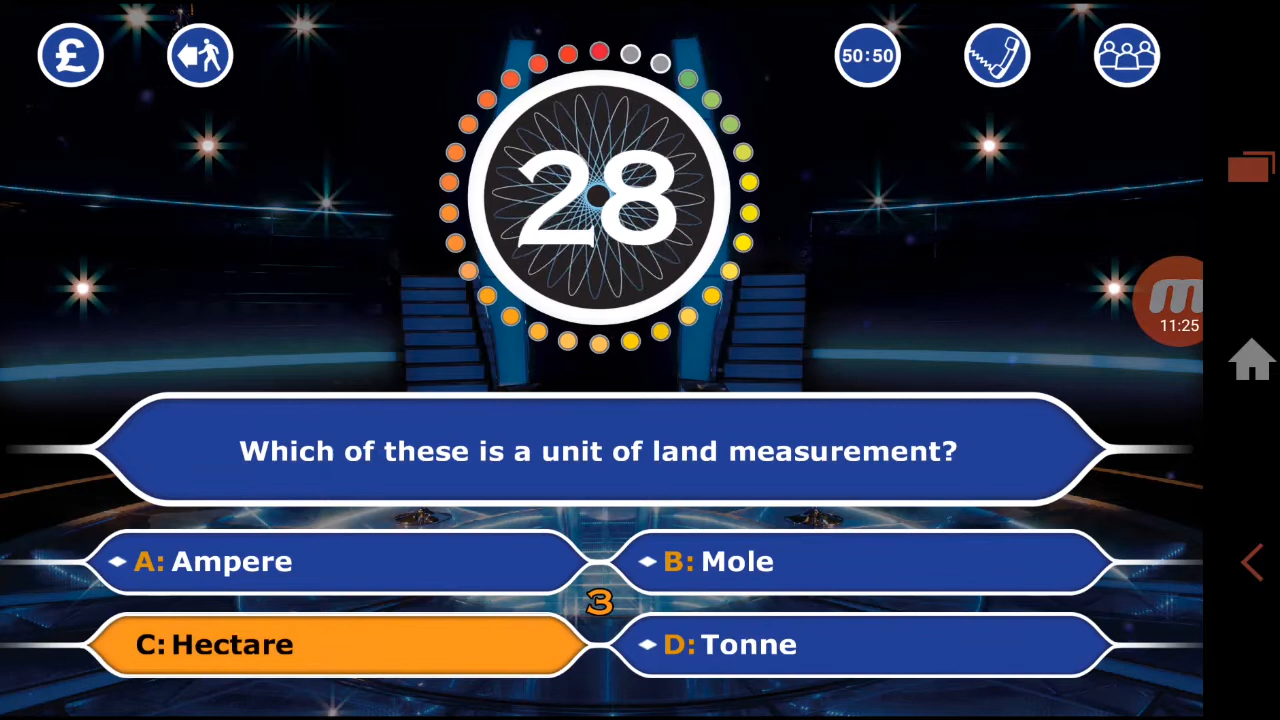 £
50:50
28
m
11:25
Which of these is a unit of land measurement?
A: Ampere
B: Mole
3
C: Hectare
D: Tonne